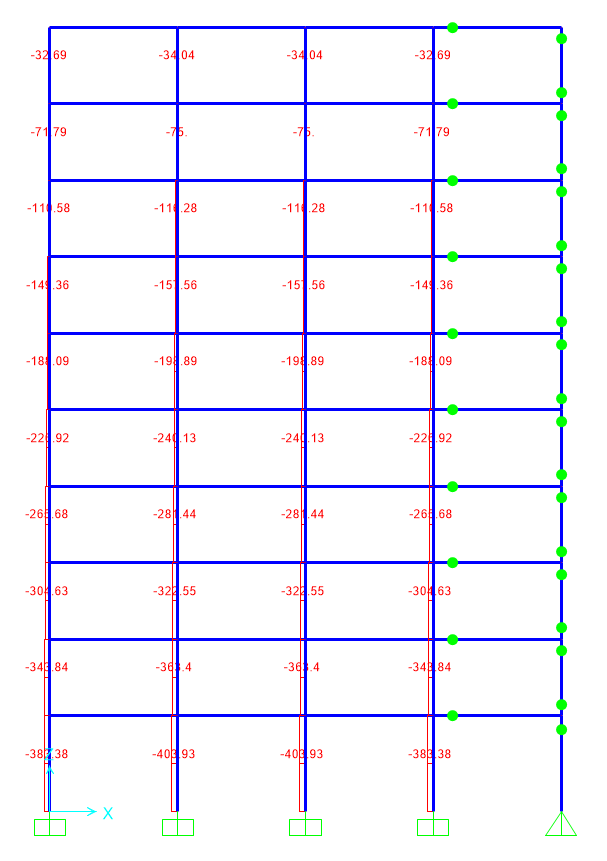 -32.69 -34.04 -34.04 -32.69
-71.79 -75. -75. -71.79
-110.58 -116.28 -116.28 -110.58
-149.36 -157.56 -157.56 -149.36
-188.09 -198.89 -198.89 -188.09
-226.92 -240.13 -240.13 -226.92
-265.68 -281.44 -281.44 -265.68
-304.63 -322.55 -322.55 -304.63
-343.84 -363.4 -363.4 -343.84
-383.38 -403.93 -403.93 -383.38
Z
X